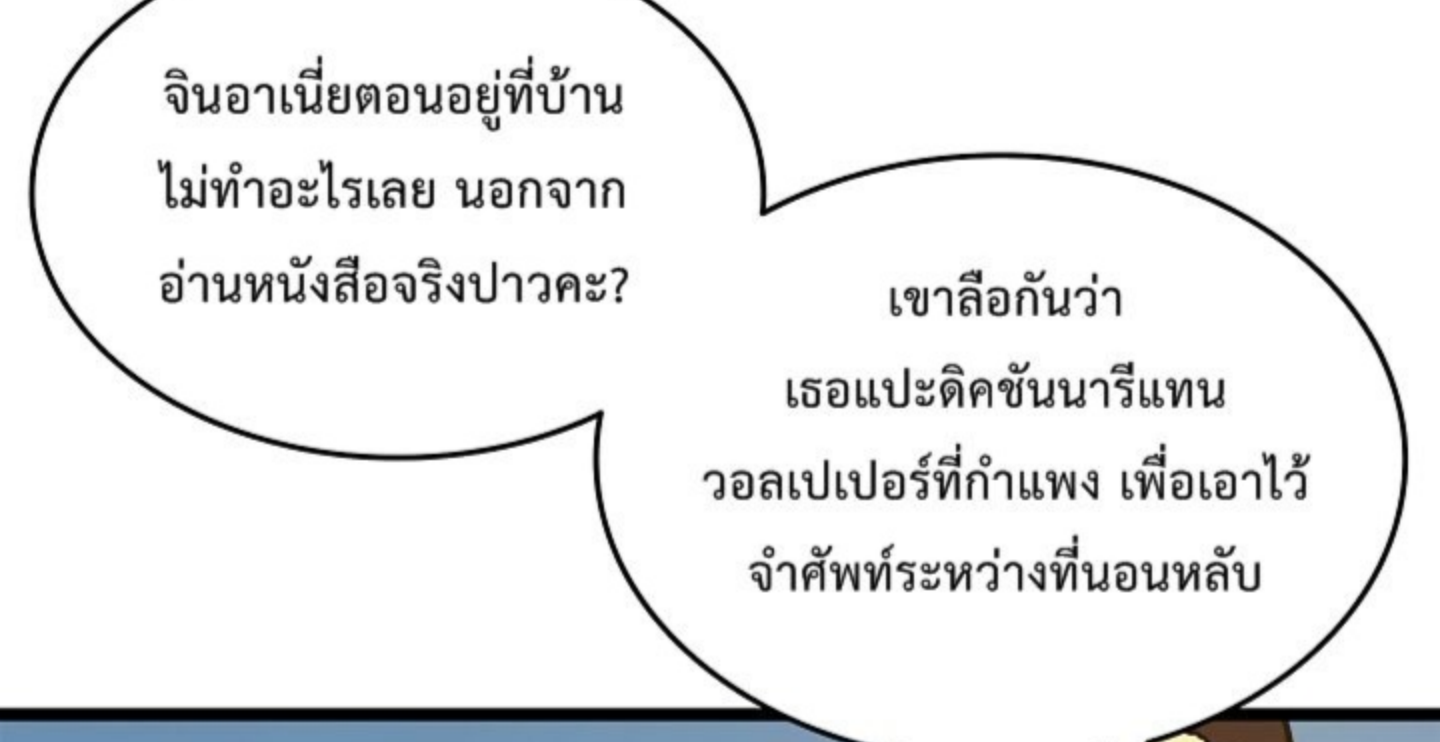 จินอาเนี่ยตอนอยู่ที่บ้าน
ไม่ทำอะไรเลย นอกจาก
อ่านหนังสือจริงปาวคะ?
เขาลือกันว่า
เธอแปะดิคชันนารีแทน
วอลเปเปอร์ที่กำแพง เพื่อเอาไว้
จำศัพท์ระหว่างที่นอนหลับ